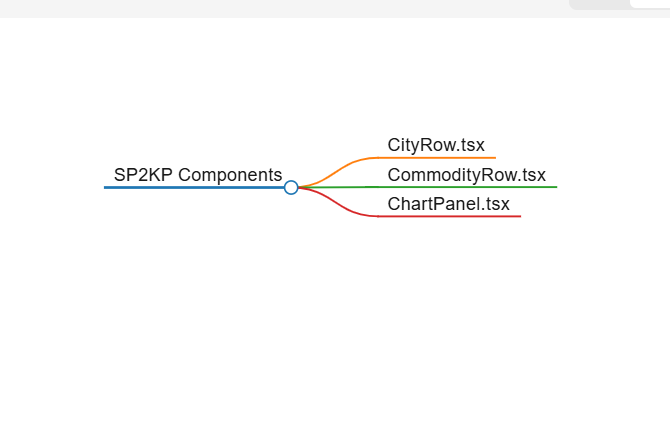 SP2KP Components
CityRow.tsx
CommodityRow.tsx
ChartPanel.tsx